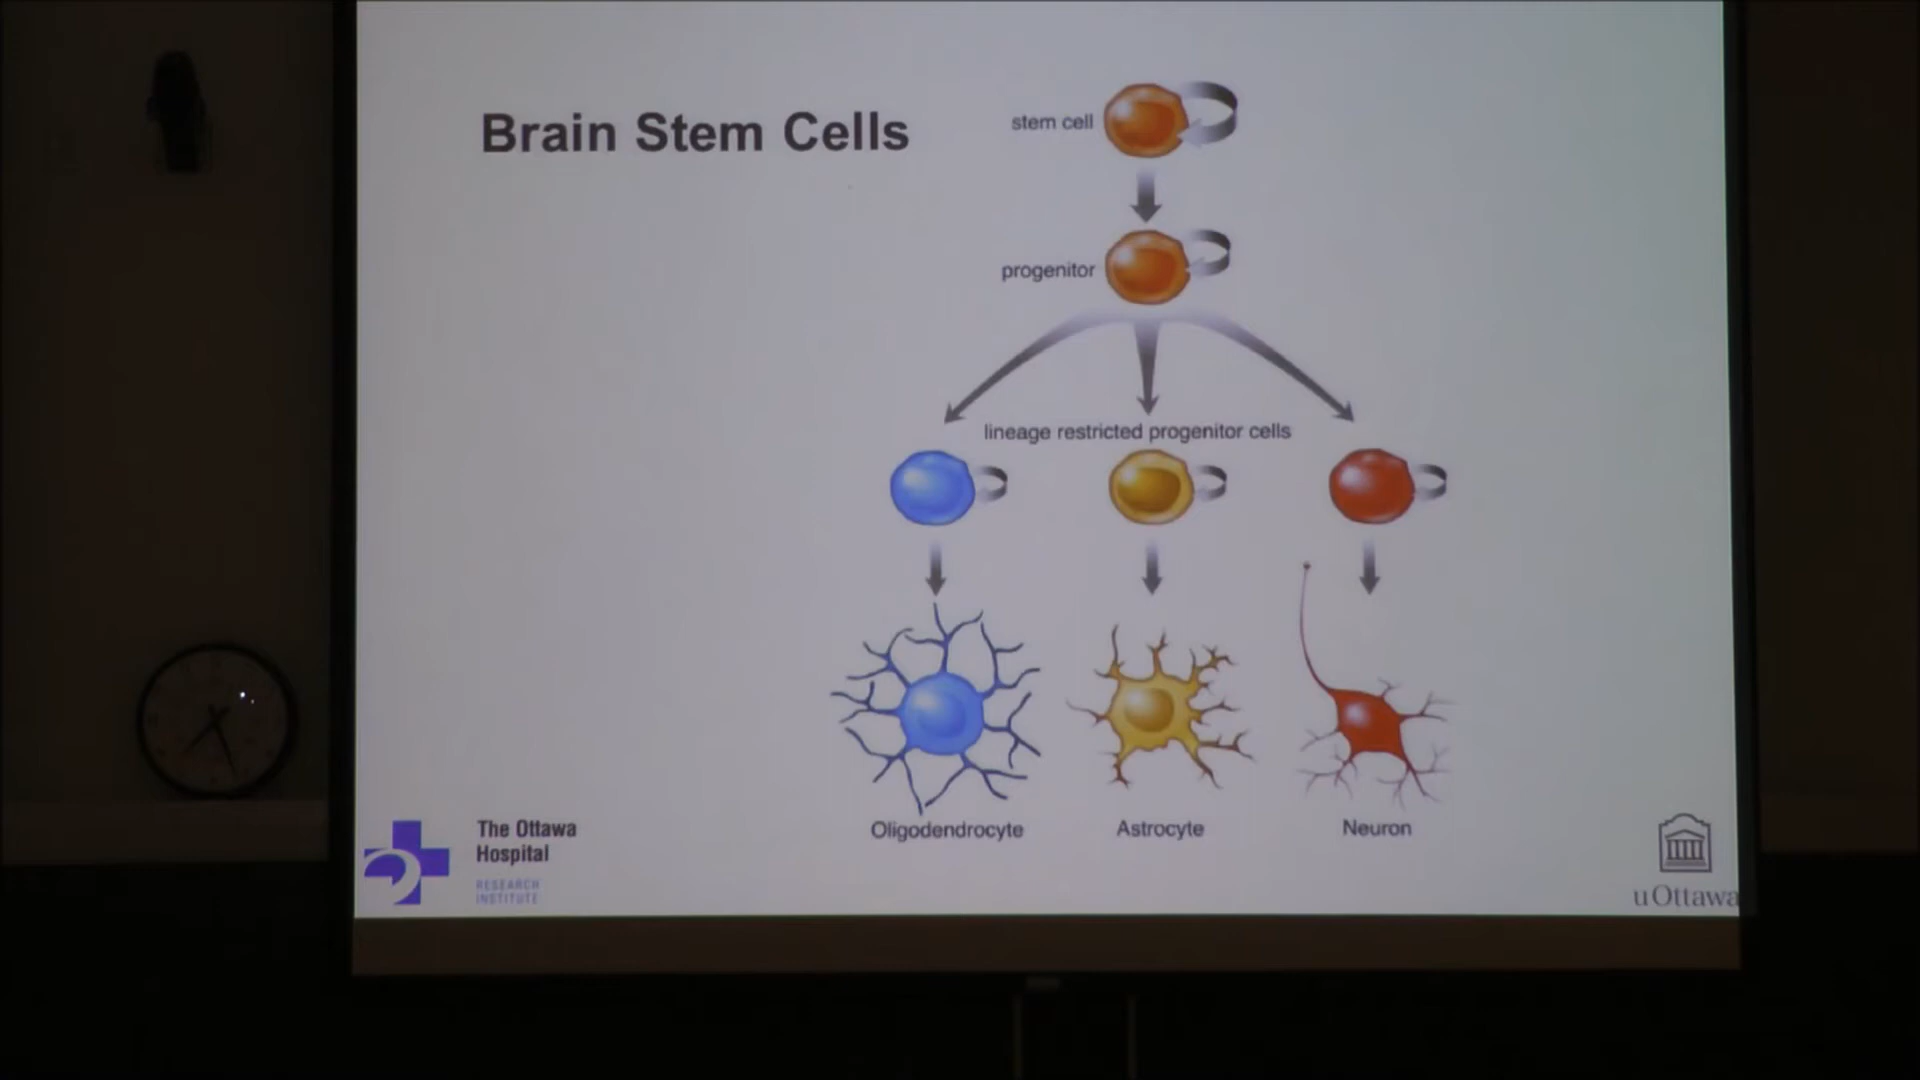 Brain Stem Cells
stem cell
progenitor
lineage restricted progenitor cells
Oligodendrocyte
Astrocyte
Neuron
The Ottawa
Hospital
RESEARCH
INSTITUTE
uOttawa